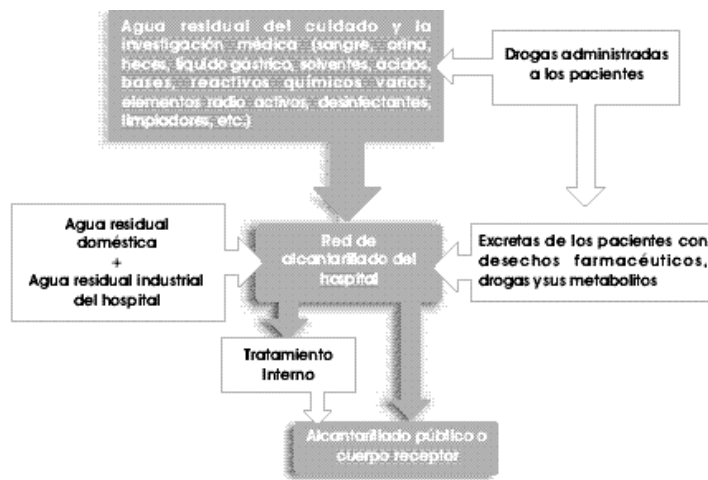 Agua residual del cuidado y la
investigación médica (sangre, orina,
heces, líquido gástrico, solventes, ácidos,
bases, reactivos químicos varios,
elementos radio activos, desinfectantes,
limpiadores, etc.)
Drogas administradas
a los pacientes
Agua residual
doméstica
+
Agua residual industrial
del hospital
Red de
alcantarillado del
hospital
Excretas de los pacientes con
desechos farmacéuticos,
drogas ysus metabolitos
Tratamiento
Interno
Alcantarillado público o
cuerpo receptor